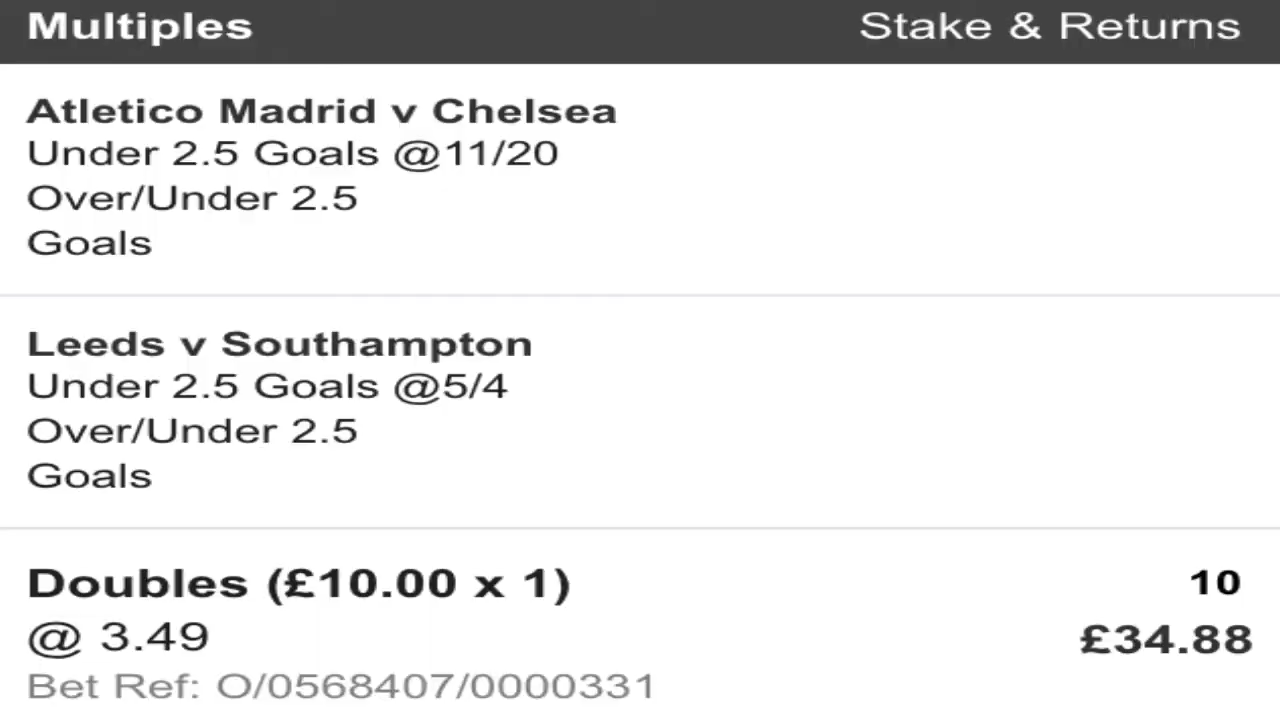 Multiples Stake & Returns
Atletico Madrid v Chelsea
Under 2.5 Goals @11/20
Over/Under 2.5
Goals
Leeds v Southampton
Under 2.5 Goals @5/4
Over/Under 2.5
Goals
Doubles (£10.00 x 1) 10
@ 3.49 £34.88
Bet Ref: O/0568407/0000331